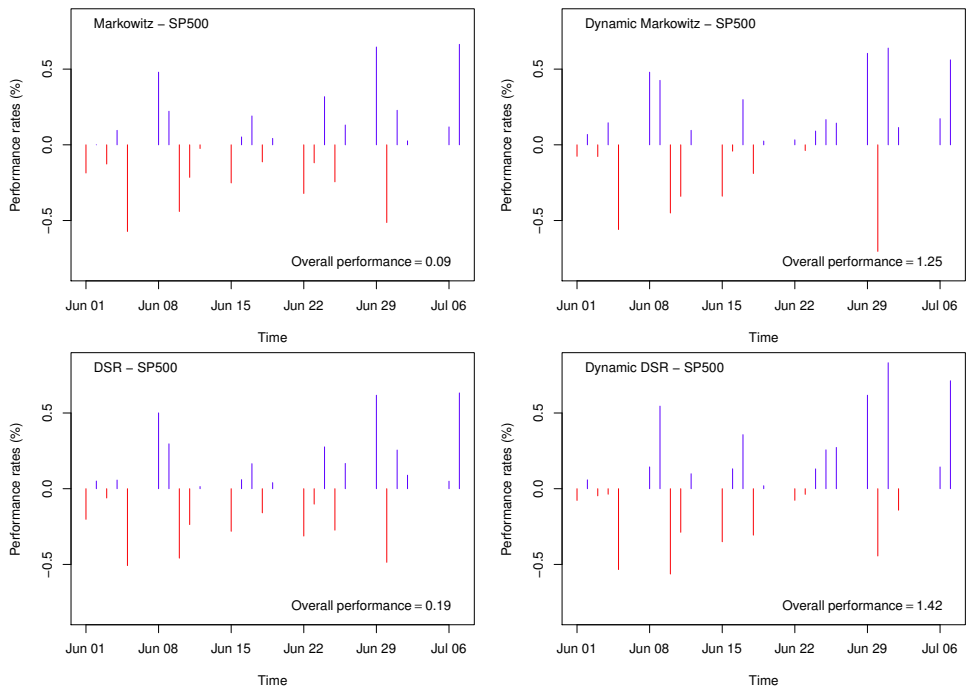 Markowitz − SP500
Performance rates (%)
0.5
0.0
−0.5
Overall performance = 0.09
Jun 01 Jun 08 Jun 15 Jun 22 Jun 29 Jul 06
Time
Dynamic Markowitz − SP500
Performance rates (%)
0.5
0.0
−0.5
Overall performance = 1.25
Jun 01 Jun 08 Jun 15 Jun 22 Jun 29 Jul 06
Time
DSR − SP500
Performance rates (%)
0.5
0.0
−0.5
Overall performance = 0.19
Jun 01 Jun 08 Jun 15 Jun 22 Jun 29 Jul 06
Time
Dynamic DSR − SP500
Performance rates (%)
0.5
0.0
−0.5
Overall performance = 1.42
Jun 01 Jun 08 Jun 15 Jun 22 Jun 29 Jul 06
Time